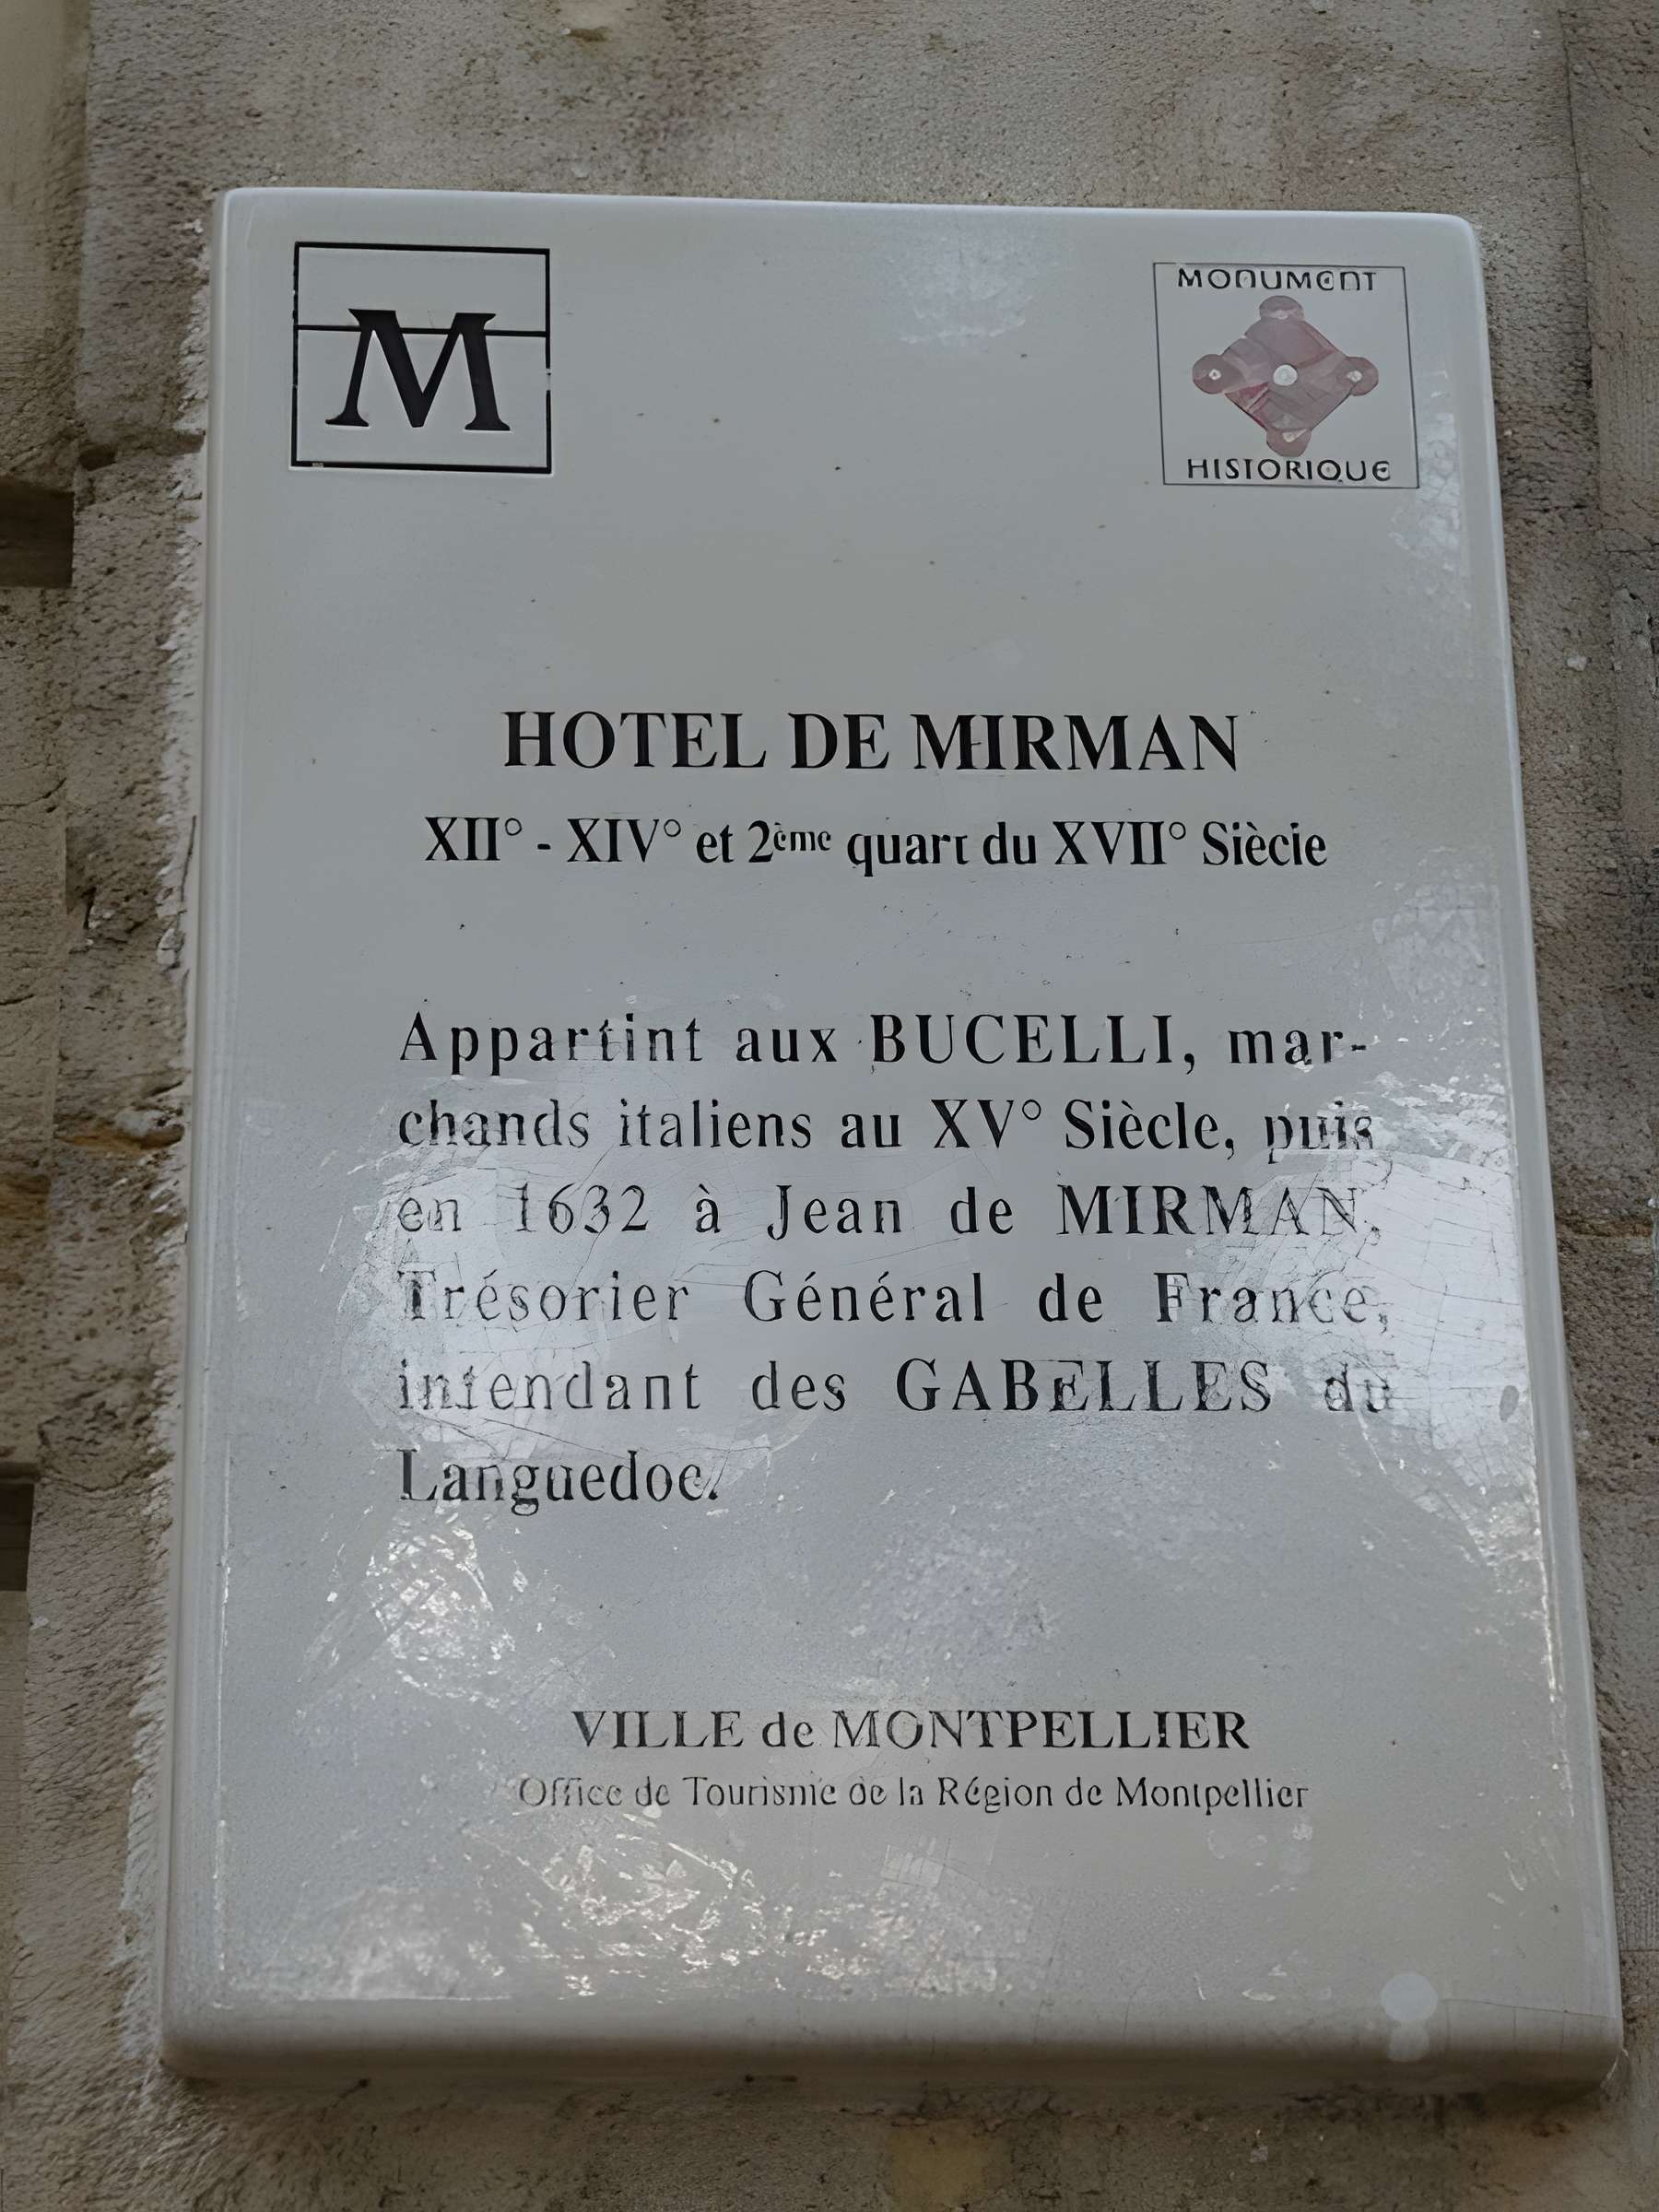 M
MONUMENT
HISTORIQUE
HOTEL DE MIRMAN
XII° - XIV° et 2ème quart du XVII° Siècle
Appartint aux BUCELLI, mar-
chands italiens au XV° Siècle, puis
en 1632 à Jean de MIRMAN,
Trésorier Général de France,
intendant des GABELLES du
Languedoc.
VILLE de MONTPELLIER
Office de Tourisme de la Région de Montpellier